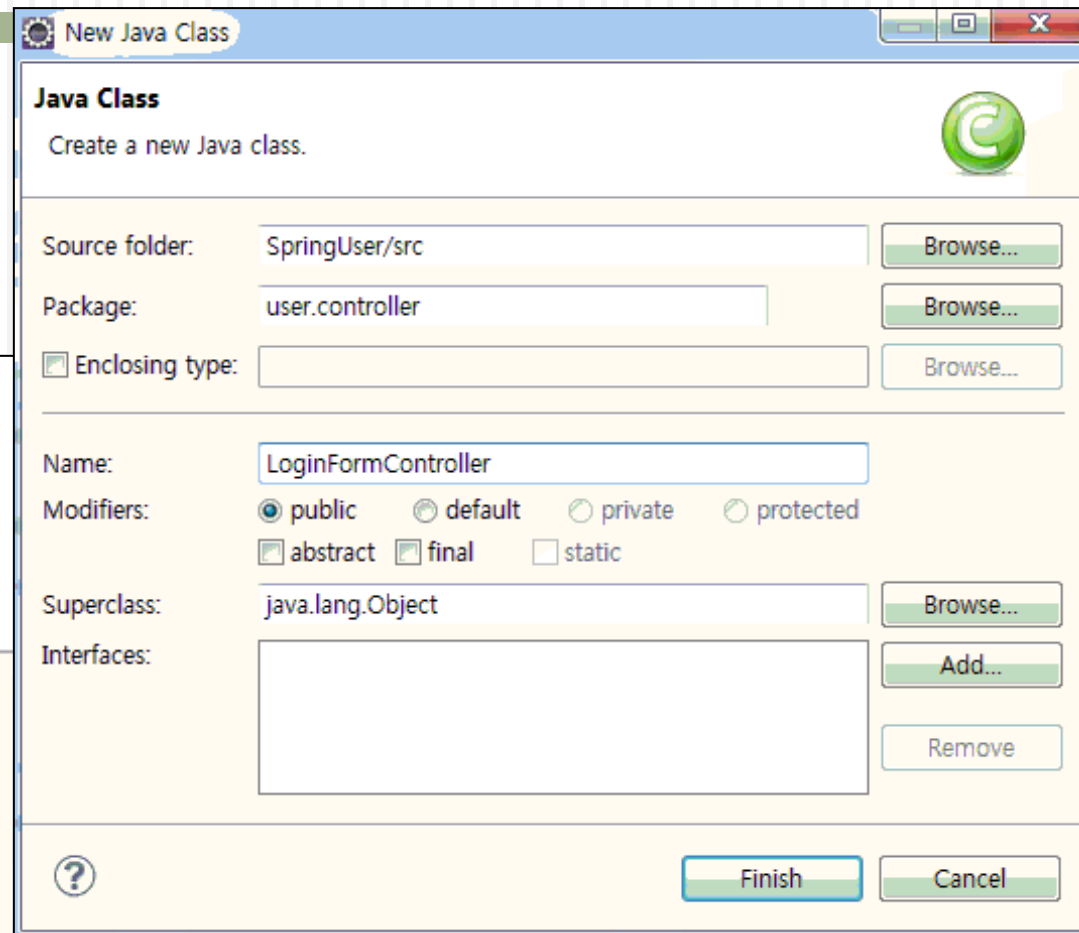 New Java Class
Java Class
Create a new Java class.
Source folder: SpringUser/src Browse...
Package: user.controller Browse...
Enclosing type: Browse...
Name: LoginFormController
Modifiers: public default private protected
abstract final static
Superclass: java.lang.Object Browse...
Interfaces: Add...
Remove
Finish Cancel